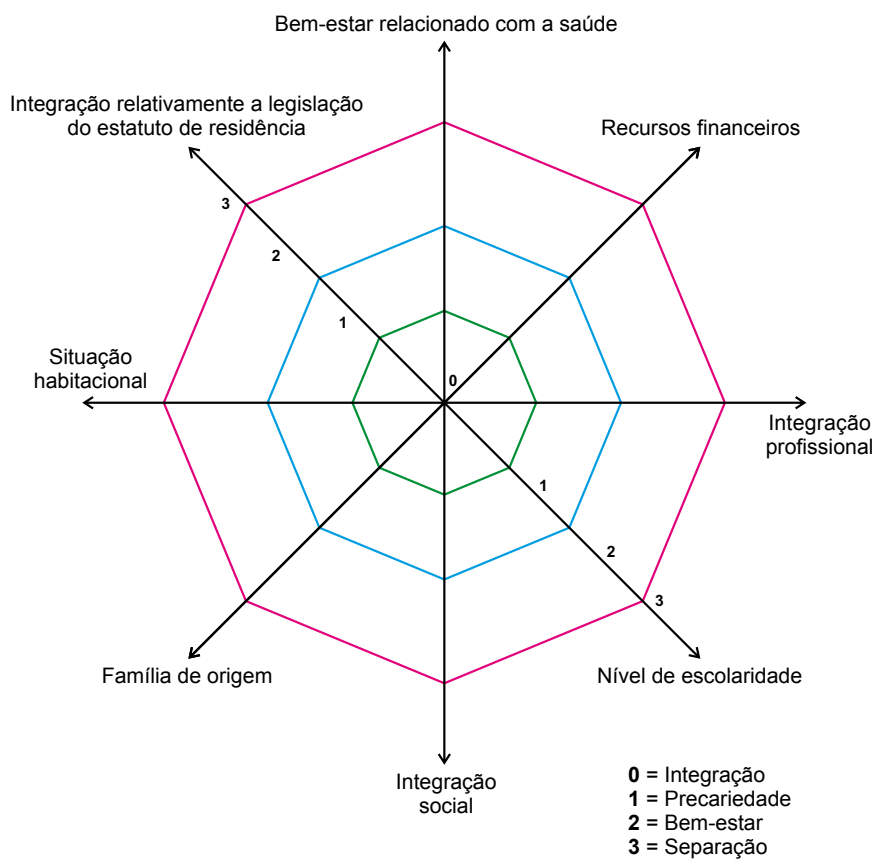 Bem-estar relacionado com a saúde
Integração relativamente a legislação
do estatuto de residência
Recursos financeiros
3
2
1
0
Situação
habitacional
Integração
profissional
1
2
3
Família de origem
Nível de escolaridade
Integração
social
0 = Integração
1 = Precariedade
2 = Bem-estar
3 = Separação